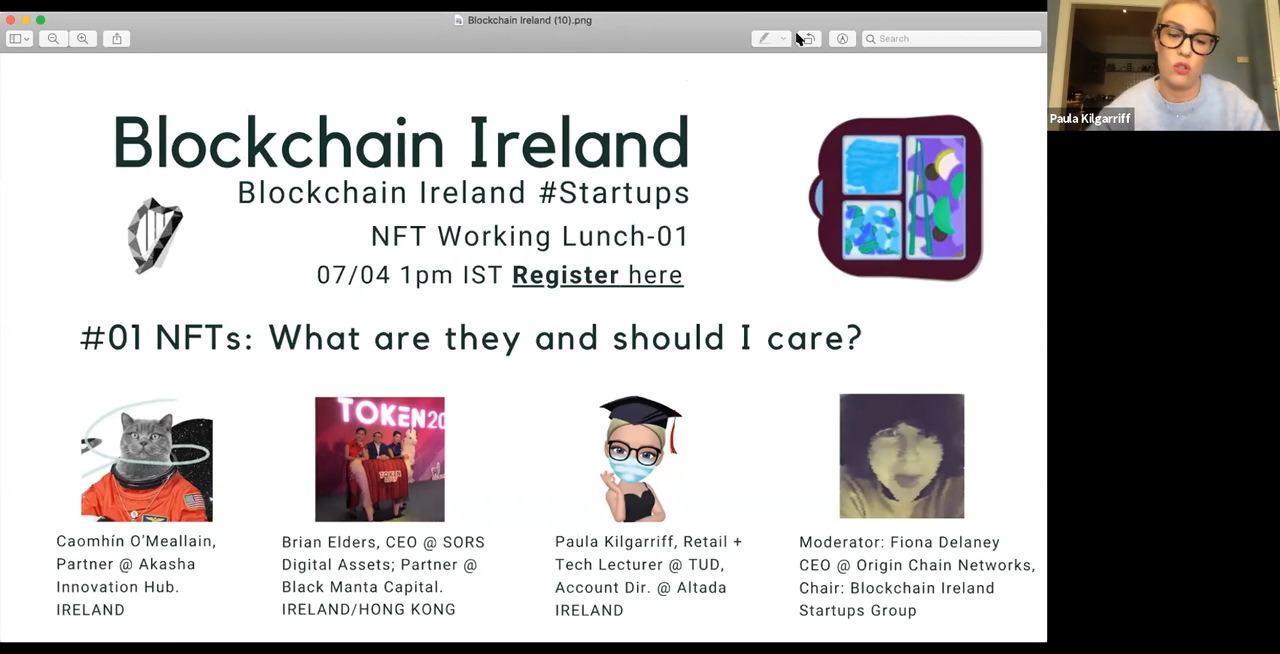 Blockchain Ireland (10).png
Search
Paula Kilgarriff
Blockchain Ireland
Blockchain Ireland #Startups
NFT Working Lunch-01
07/04 1pm IST Register here
#01 NFTs: What are they and should I care?
TOKEN20
TOKEN
Caomhín O'Meallain,
Partner @ Akasha
Innovation Hub.
IRELAND
Brian Elders, CEO @ SORS
Digital Assets; Partner @
Black Manta Capital.
IRELAND/HONG KONG
Paula Kilgarriff, Retail +
Tech Lecturer @ TUD,
Account Dir. @ Altada
IRELAND
Moderator: Fiona Delaney
CEO @ Origin Chain Networks,
Chair: Blockchain Ireland
Startups Group